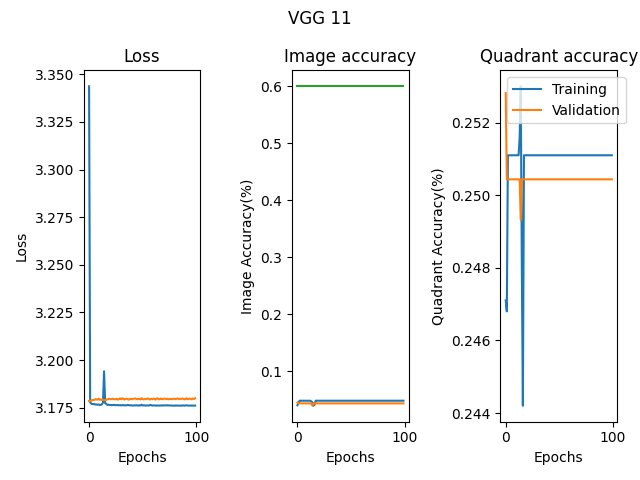 VGG 11
Loss
Image accuracy
Quadrant accuracy
3.350
3.325
3.300
3.275
3.250
3.225
3.200
3.175
Loss
0
100
Epochs
0.6
0.5
0.4
0.3
0.2
0.1
Image Accuracy(%)
0
100
Epochs
0.252
0.250
0.248
0.246
0.244
Quadrant Accuracy(%)
0
100
Epochs
Training
Validation